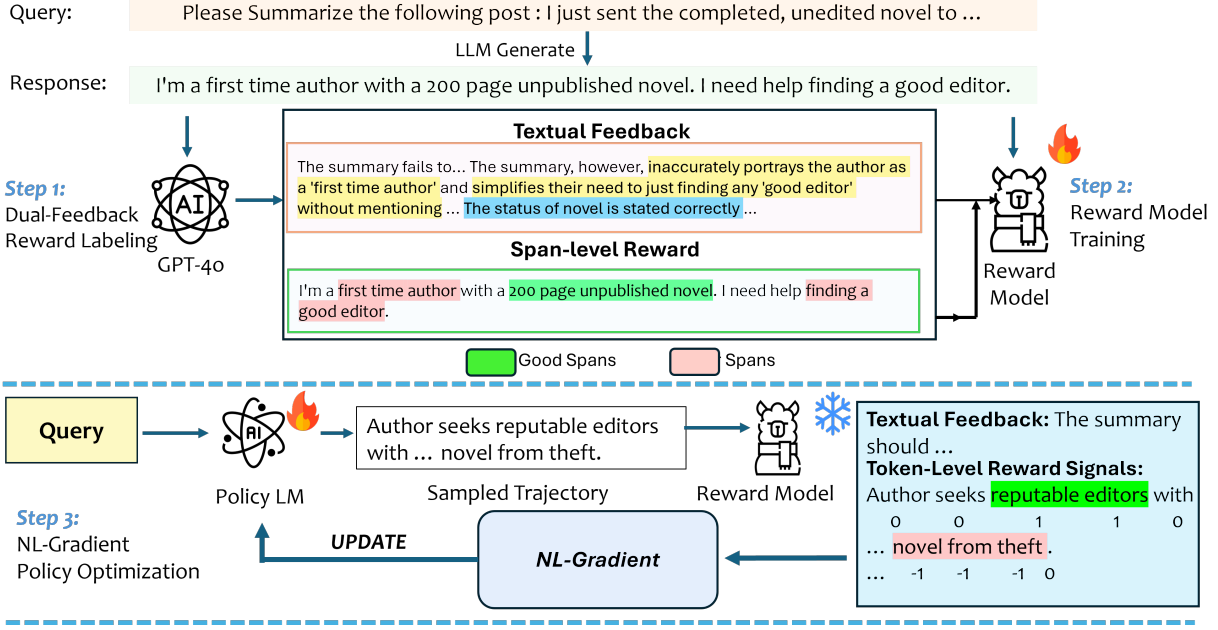 Query: Please Summarize the following post : I just sent the completed, unedited novel to …
LLM Generate
Response: I'm a first time author with a 200 page unpublished novel. I need help finding a good editor.
Textual Feedback
The summary fails to… The summary, however, inaccurately portrays the author as
a 'first time author' and simplifies their need to just finding any 'good editor'
without mentioning … The status of novel is stated correctly …
Step 1:
Dual-Feedback
Reward Labeling
AI
GPT-4o
Span-level Reward
I'm a first time author with a 200 page unpublished novel. I need help finding a
good editor.
Step 2:
Reward Model
Training
Reward
Model
Good Spans
Spans
Query
AI
Policy LM
Author seeks reputable editors
with … novel from theft.
Sampled Trajectory
Reward Model
Textual Feedback: The summary
should …
Token-Level Reward Signals:
Author seeks reputable editors with
0 0 1 1 0
… novel from theft .
… -1 -1 -1 0
Step 3:
NL-Gradient
Policy Optimization
UPDATE
NL-Gradient